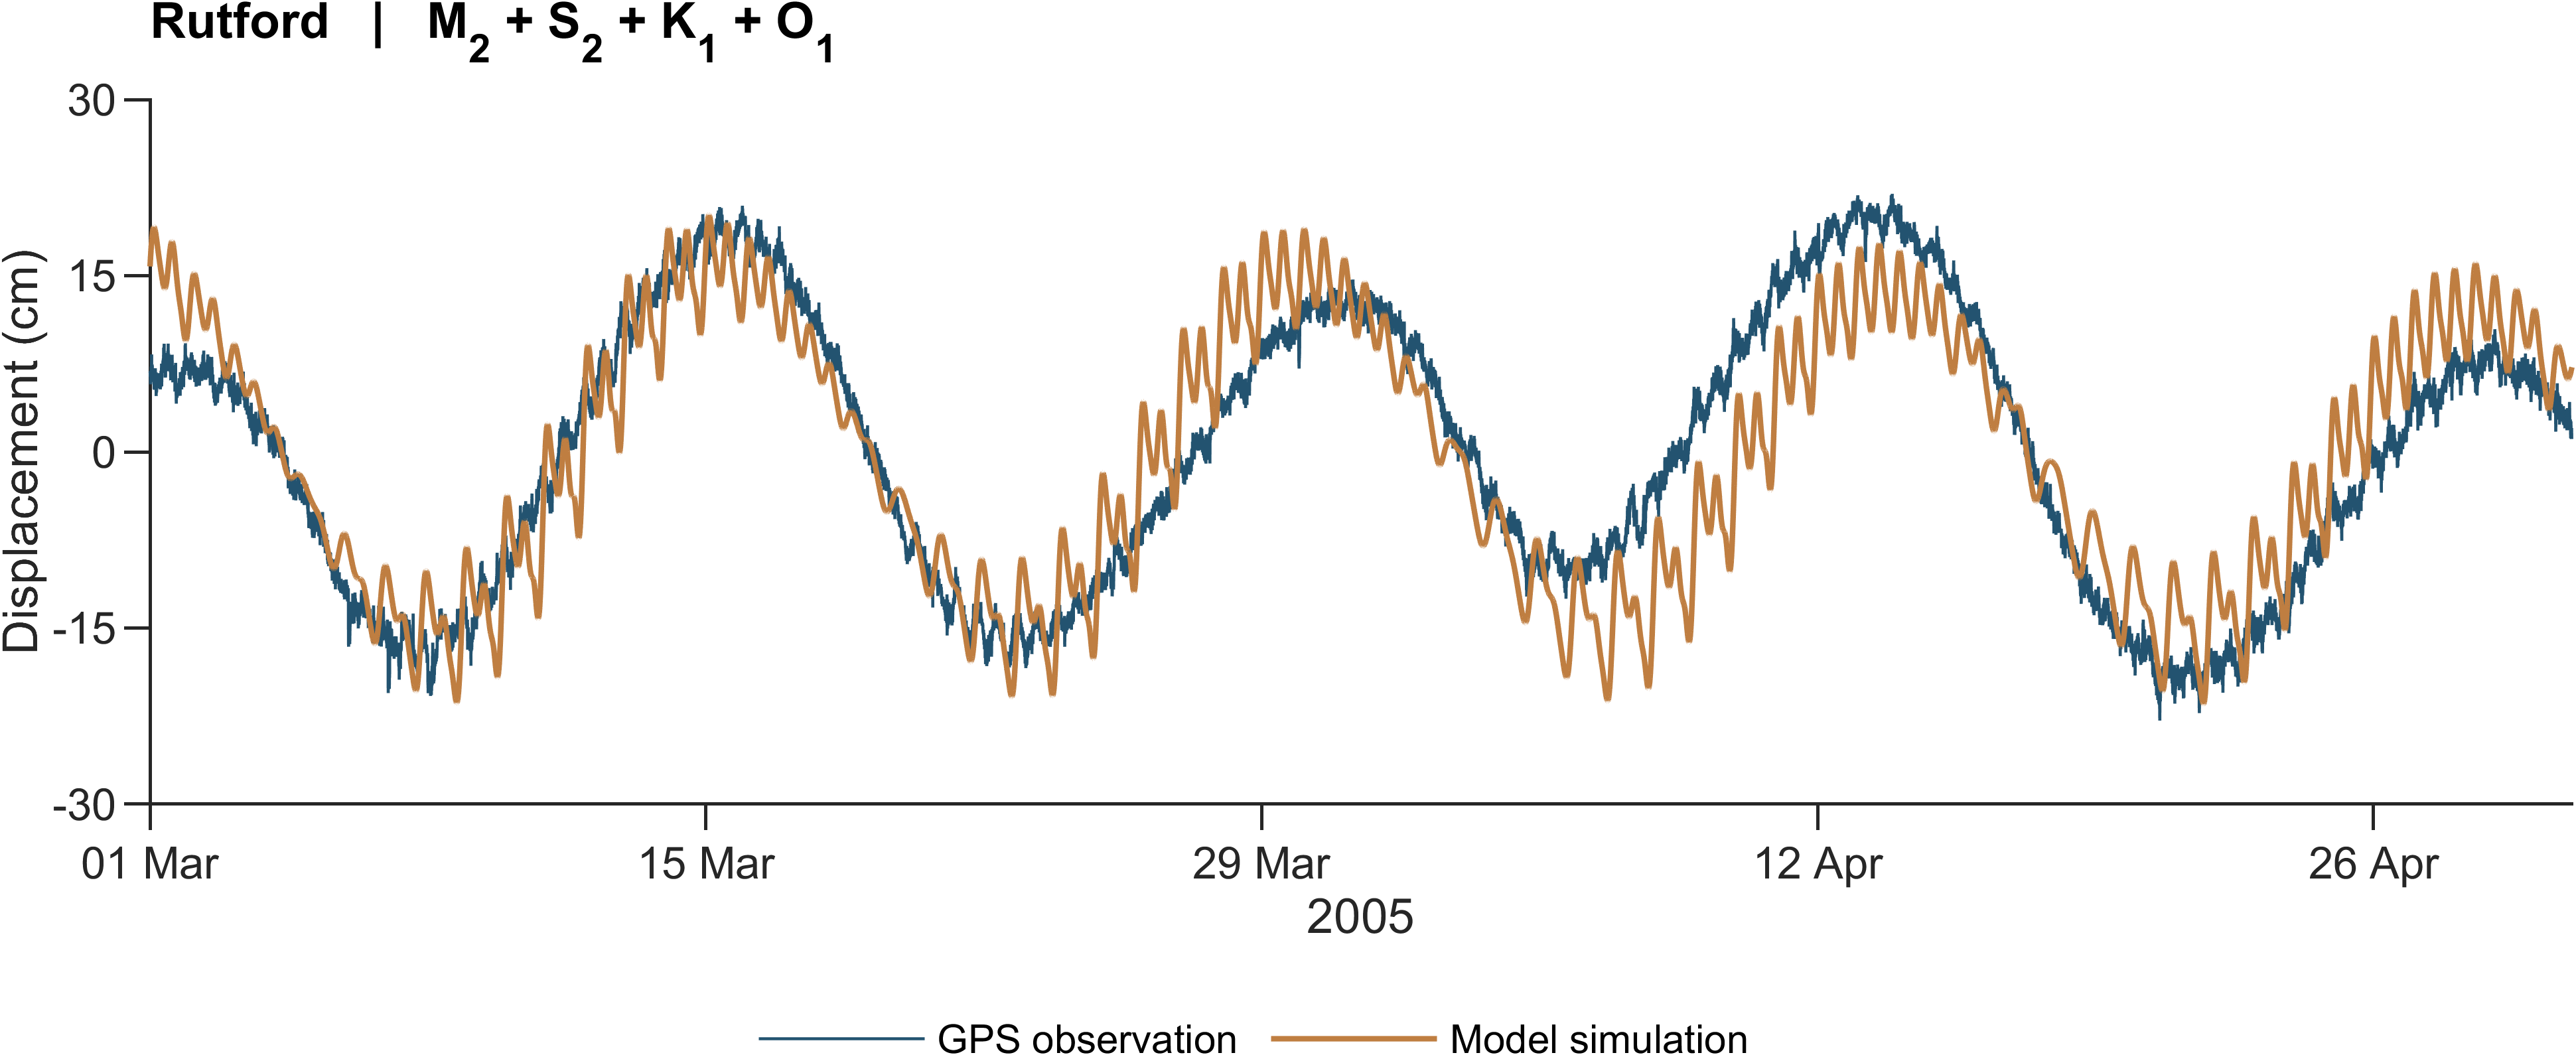 Rutford | M₂ + S₂ + K₁ + O₁
30
15
0
-15
-30
Displacement (cm)
01 Mar 15 Mar 29 Mar 12 Apr 26 Apr
2005
GPS observation Model simulation